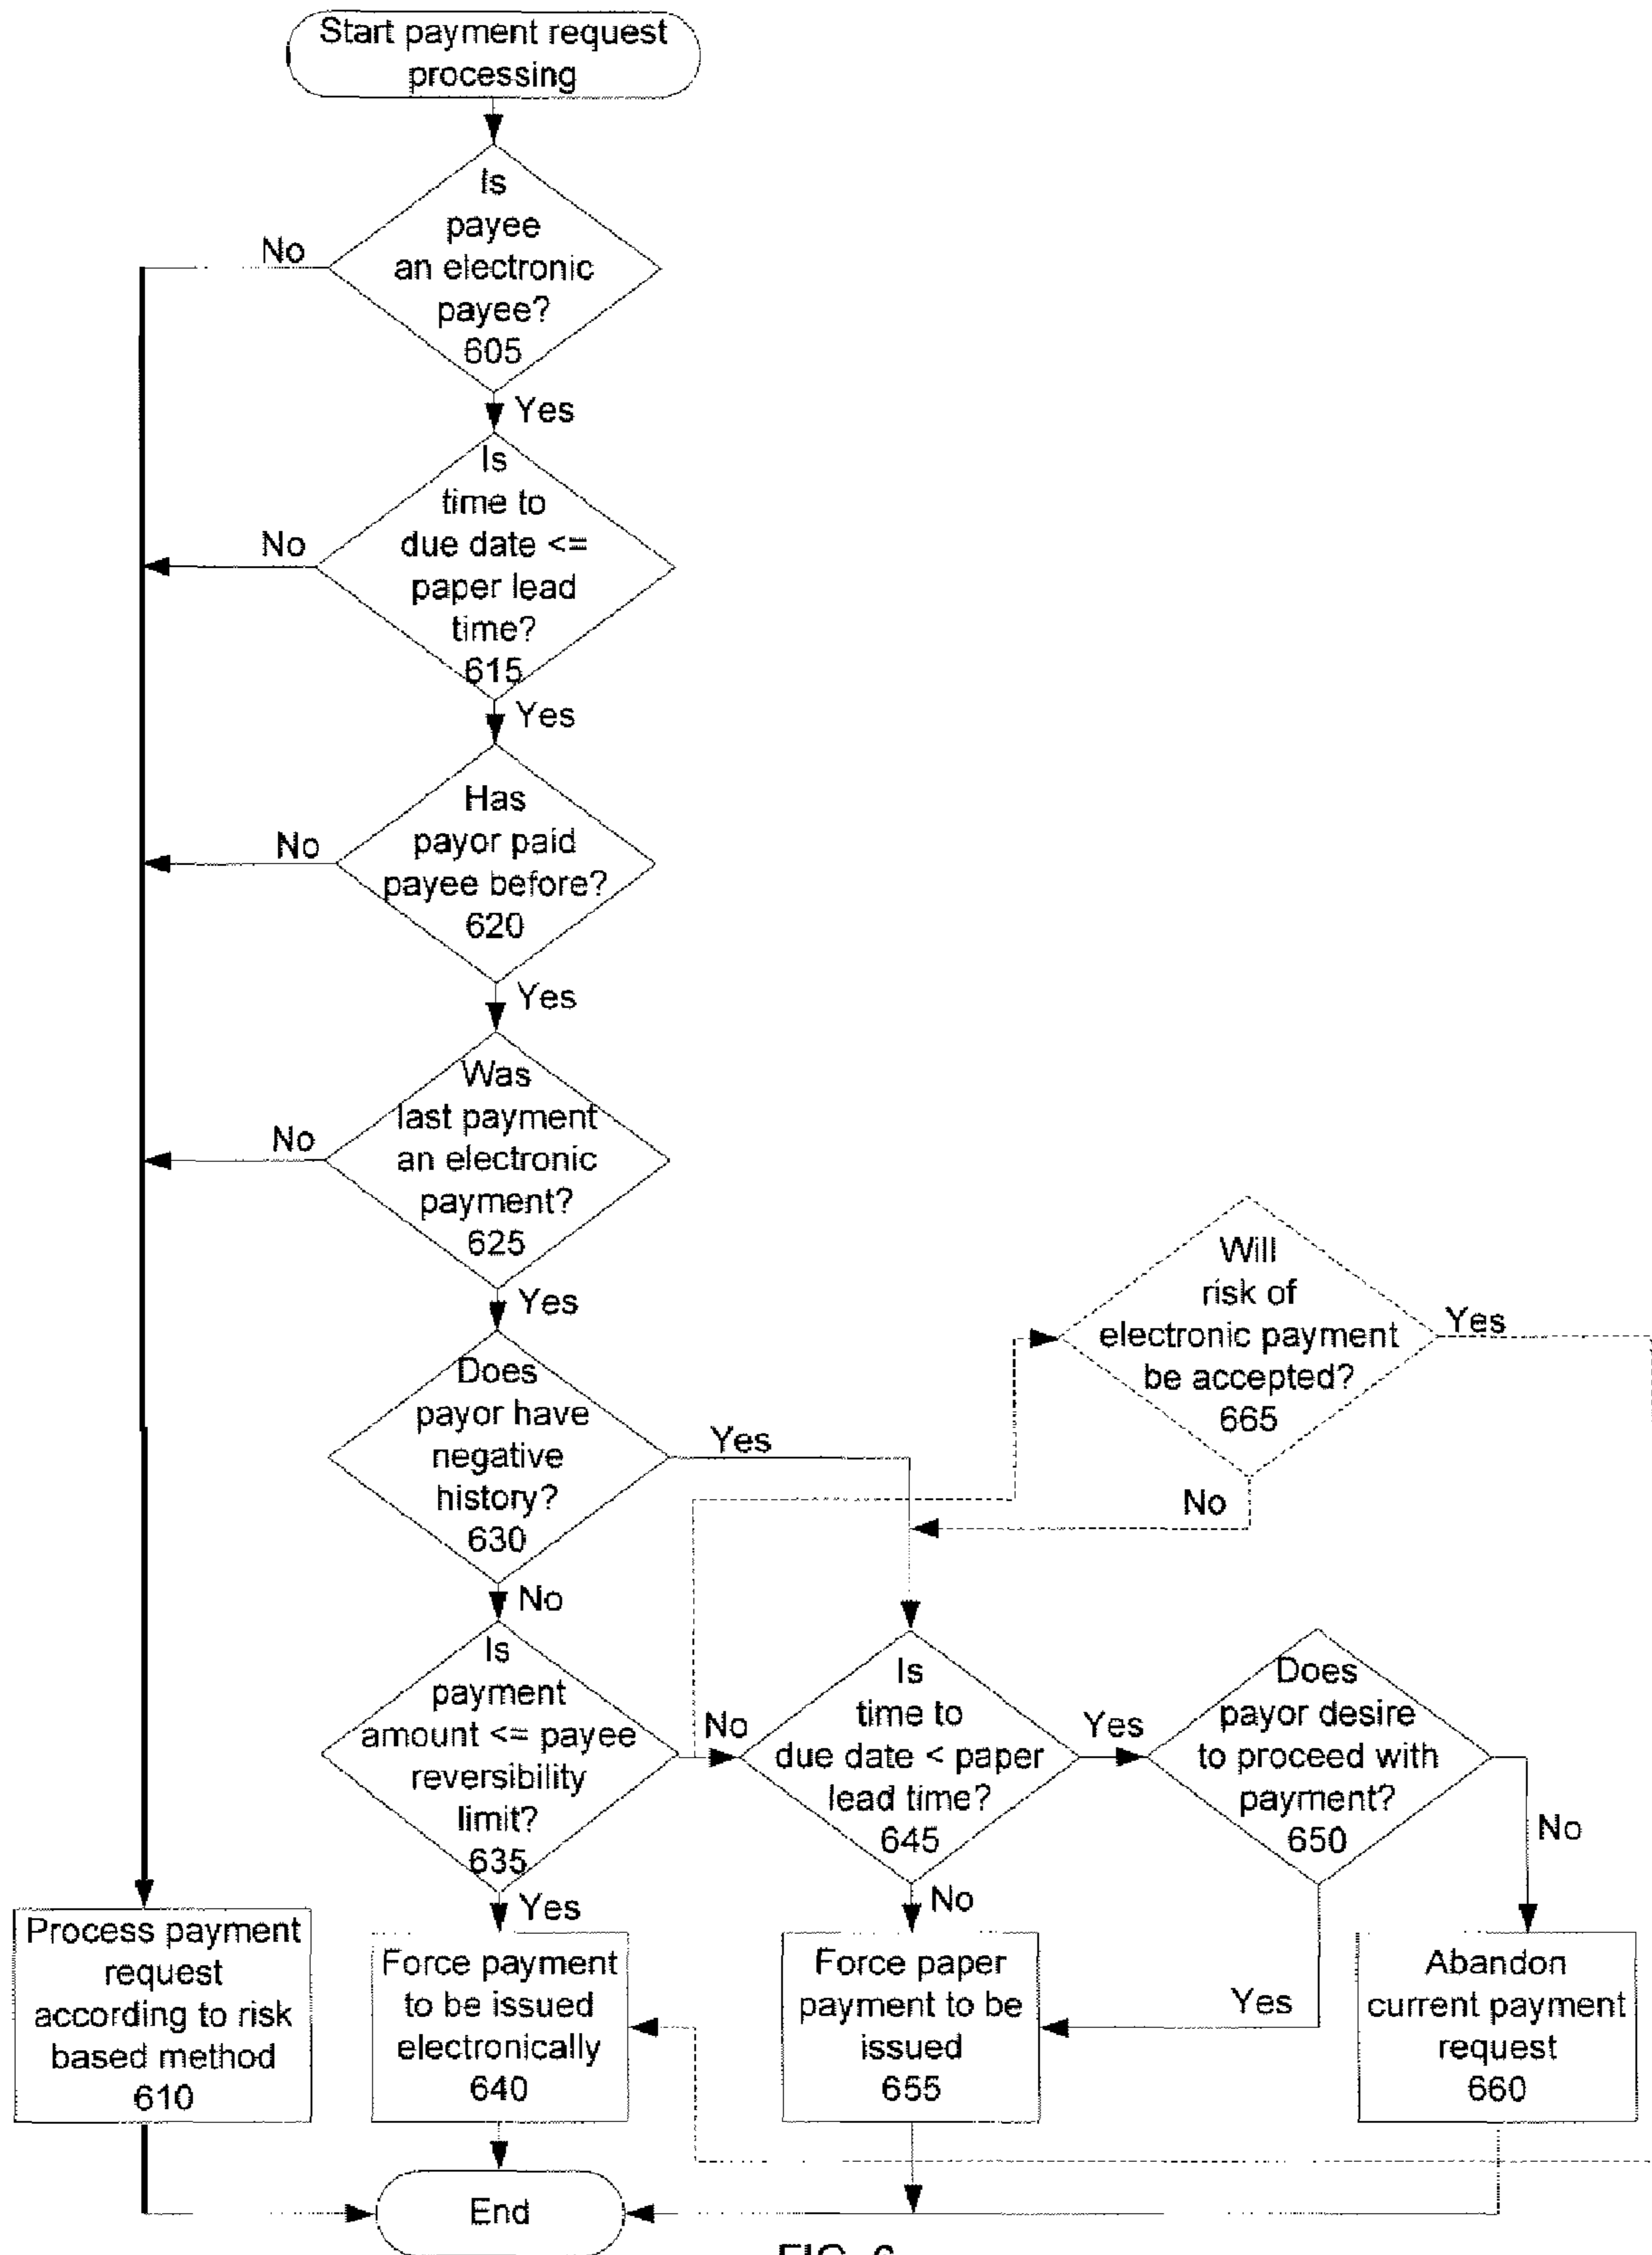 Start payment request
processing
Is
payee
an electronic
payee?
605
No
Yes
Is
time to
due date <=
paper lead
time?
615
No
Yes
Has
payor paid
payee before?
620
No
Yes
Was
last payment
an electronic
payment?
625
No
Yes
Will
risk of
electronic payment
be accepted?
665
Yes
No
Does
payor have
negative
history?
630
Yes
No
Is
payment
amount <= payee
reversibility
limit?
635
No
Yes
Is
time to
due date < paper
lead time?
645
Yes
No
Does
payor desire
to proceed with
payment?
650
No
Yes
Process payment
request
according to risk
based method
610
Force payment
to be issued
electronically
640
Force paper
payment to be
issued
655
Abandon
current payment
request
660
End